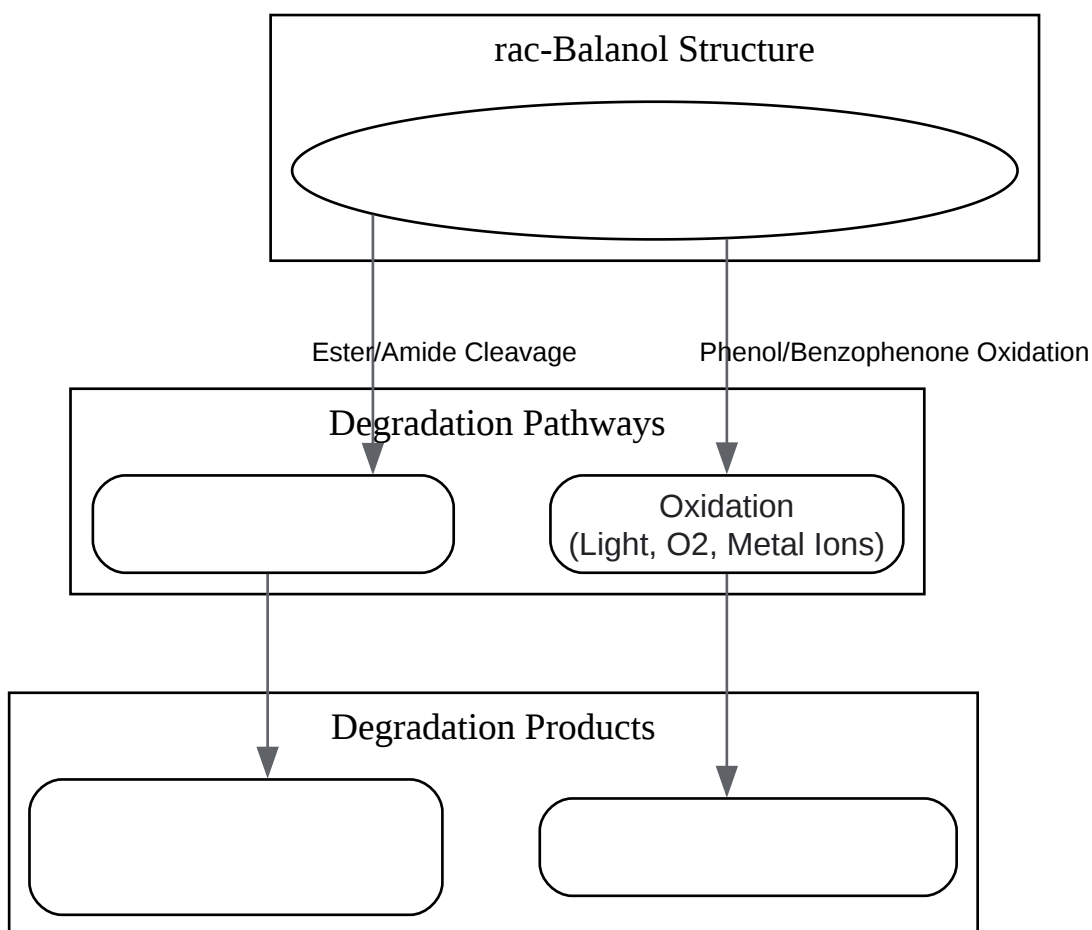 rac-Balanol Structure
Ester/Amide Cleavage
Phenol/Benzophenone Oxidation
Degradation Pathways
Oxidation
(Light, O2, Metal Ions)
Degradation Products